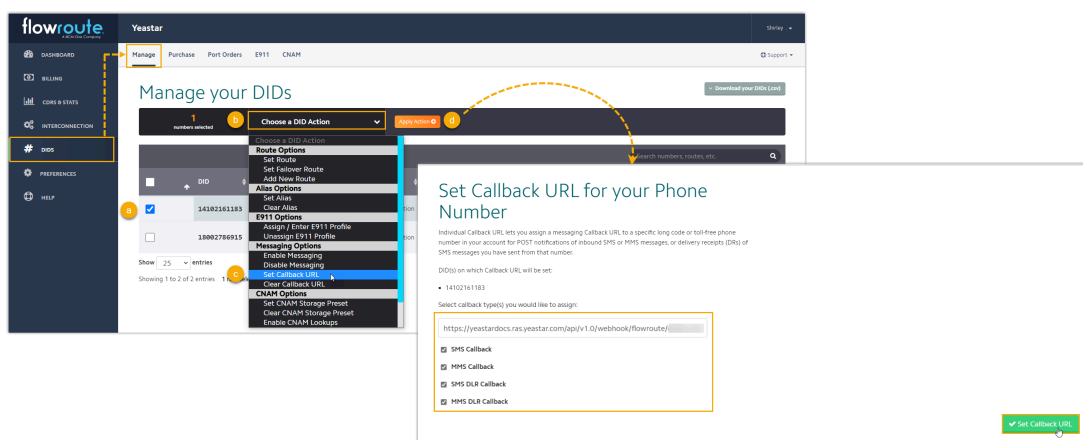 flowroute
A BCM One Company
Yeastar
Shirley
DASHBOARD
BILLING
CDRS & STATS
INTERCONNECTION
DIDS
PREFERENCES
HELP
Manage Purchase Port Orders E911 CNAM
Support
Manage your DIDs
Download your DIDs (.csv)
1
numbers selected
b
Choose a DID Action
Apply Action
d
Choose a DID Action
Route Options
Set Route
Set Failover Route
Add New Route
Alias Options
Set Alias
Clear Alias
E911 Options
Assign / Enter E911 Profile
Unassign E911 Profile
Messaging Options
Enable Messaging
Disable Messaging
c
Set Callback URL
Clear Callback URL
CNAM Options
Set CNAM Storage Preset
Clear CNAM Storage Preset
Enable CNAM Lookups
Search numbers, routes, etc.
DID
a
14102161183
18002786915
Show 25 entries
Showing 1 to 2 of 2 entries 1
Set Callback URL for your Phone
Number
Individual Callback URL lets you assign a messaging Callback URL to a specific long code or toll-free phone
number in your account for POST notifications of inbound SMS or MMS messages, or delivery receipts (DRs) of
SMS messages you have sent from that number.
DID(s) on which Callback URL will be set:
• 14102161183
Select callback type(s) you would like to assign:
https://yeastardocs.ras.yeastar.com/api/v1.0/webhook/flowroute/
SMS Callback
MMS Callback
SMS DLR Callback
MMS DLR Callback
Set Callback URL